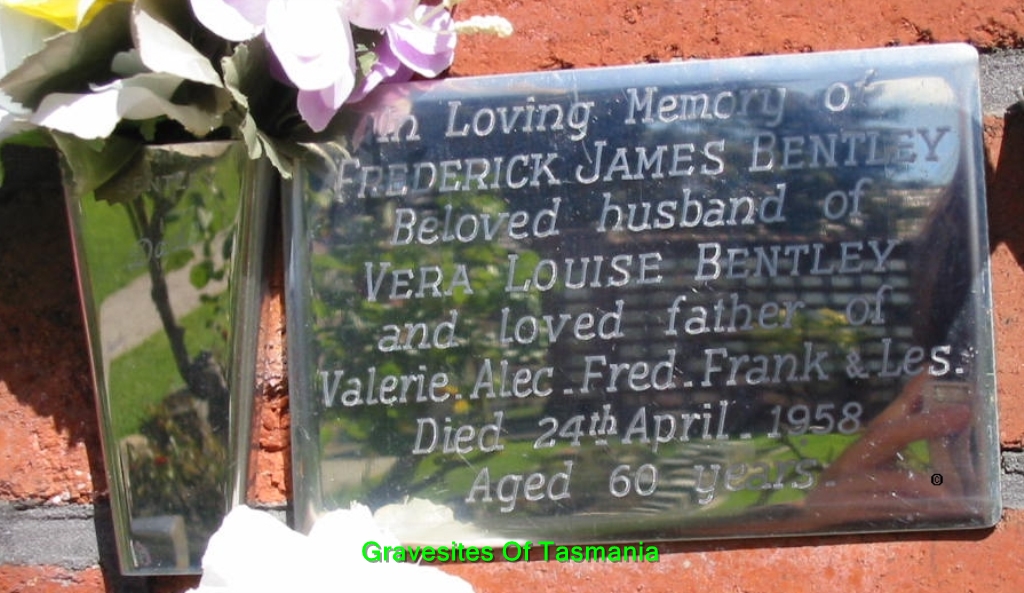 In Loving Memory of
FREDERICK JAMES BENTLEY
Beloved husband of
VERA LOUISE BENTLEY
and loved father of
Valerie. Alec. Fred. Frank & Les.
Died 24th April. 1958
Aged 60 years.
©
Gravesites Of Tasmania